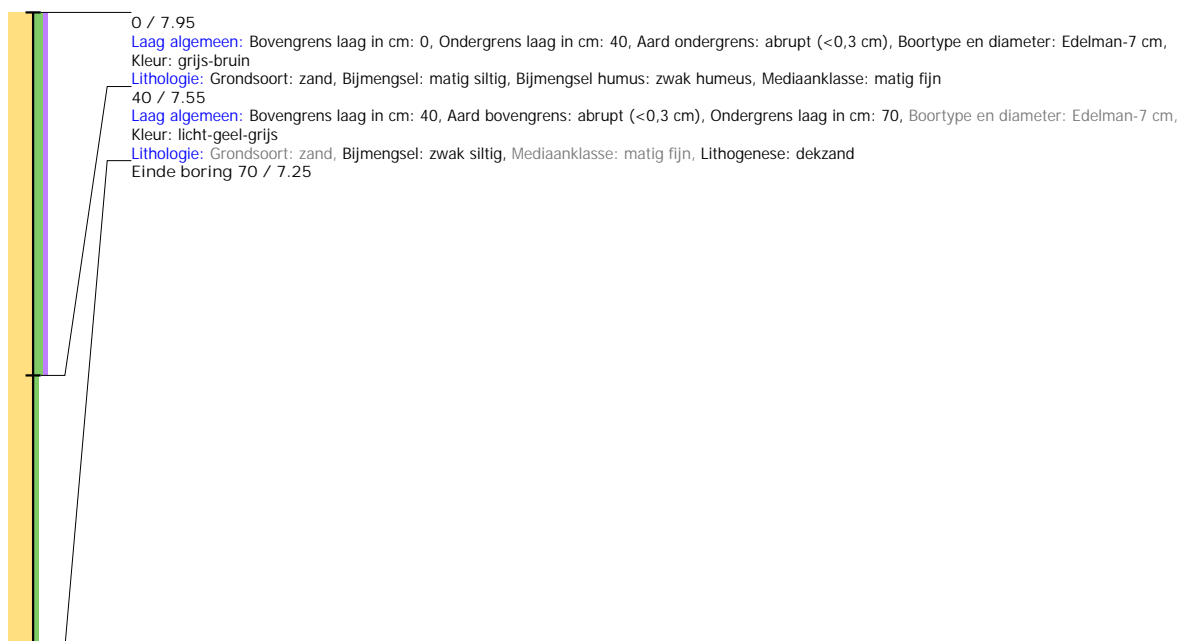 0 / 7.95
Laag algemeen: Bovengrens laag in cm: 0, Ondergrens laag in cm: 40, Aard ondergrens: abrupt (<0,3 cm), Boortype en diameter: Edelman-7 cm,
Kleur: grijs-bruin
Lithologie: Grondsoort: zand, Bijmengsel: matig siltig, Bijmengsel humus: zwak humeus, Mediaanklasse: matig fijn
40 / 7.55
Laag algemeen: Bovengrens laag in cm: 40, Aard bovengrens: abrupt (<0,3 cm), Ondergrens laag in cm: 70, Boortype en diameter: Edelman-7 cm,
Kleur: licht-geel-grijs
Lithologie: Grondsoort: zand, Bijmengsel: zwak siltig, Mediaanklasse: matig fijn, Lithogenese: dekzand
Einde boring 70 / 7.25